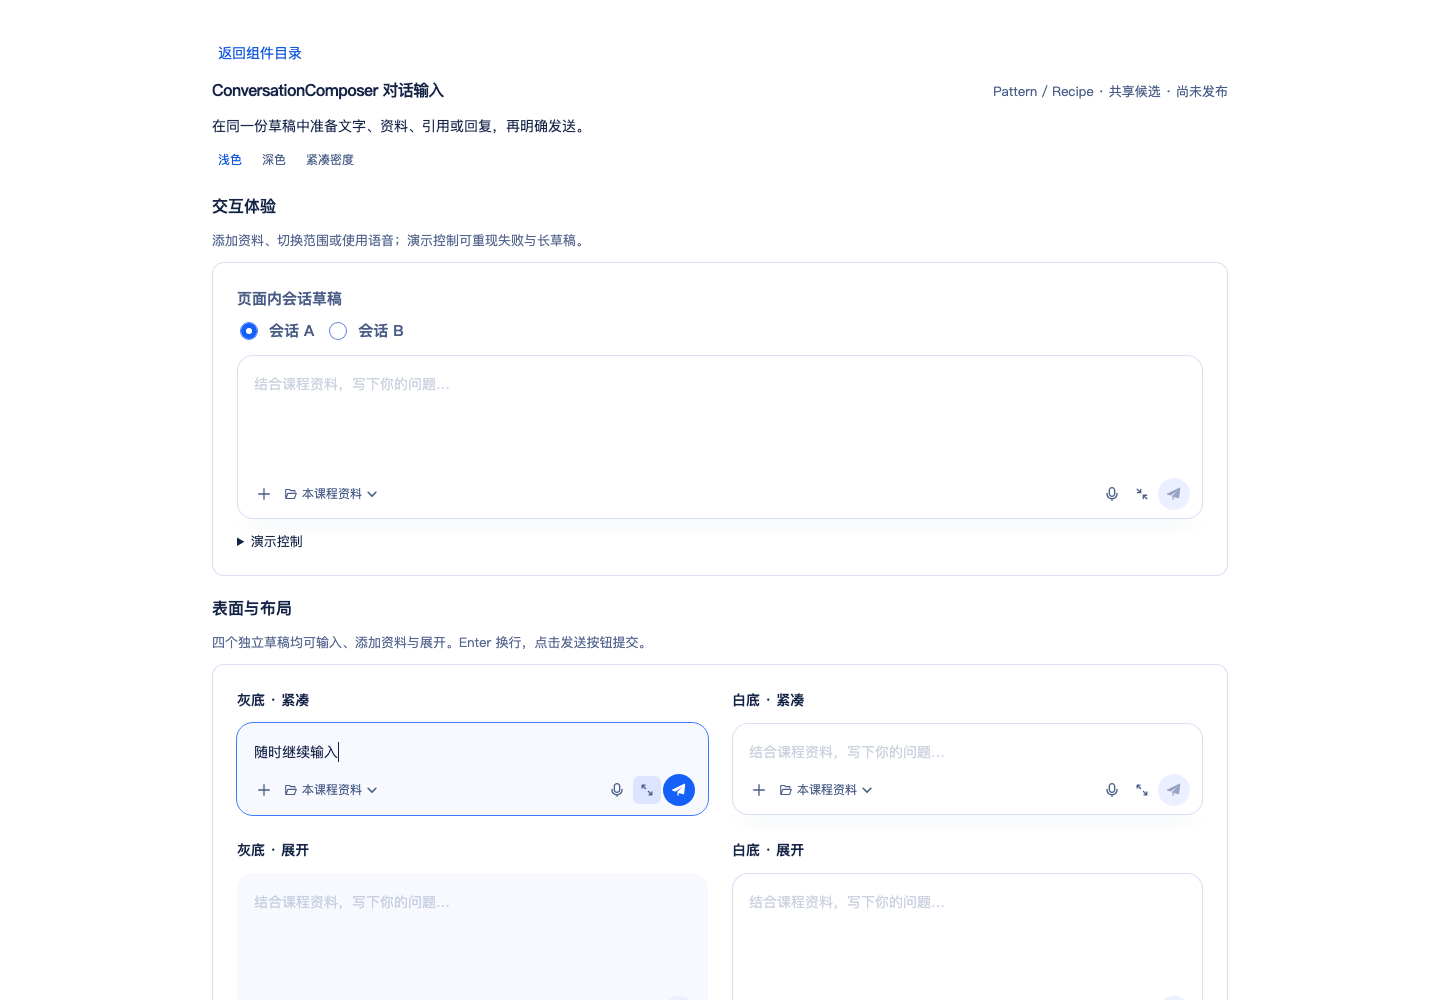 返回组件目录
ConversationComposer 对话输入
Pattern / Recipe · 共享候选 · 尚未发布
在同一份草稿中准备文字、资料、引用或回复，再明确发送。
浅色 深色 紧凑密度
交互体验
添加资料、切换范围或使用语音；演示控制可重现失败与长草稿。
页面内会话草稿
会话 A 会话 B
结合课程资料，写下你的问题...
本课程资料
演示控制
表面与布局
四个独立草稿均可输入、添加资料与展开。Enter 换行，点击发送按钮提交。
灰底 · 紧凑
随时继续输入
本课程资料
白底 · 紧凑
结合课程资料，写下你的问题...
本课程资料
灰底 · 展开
结合课程资料，写下你的问题...
白底 · 展开
结合课程资料，写下你的问题...